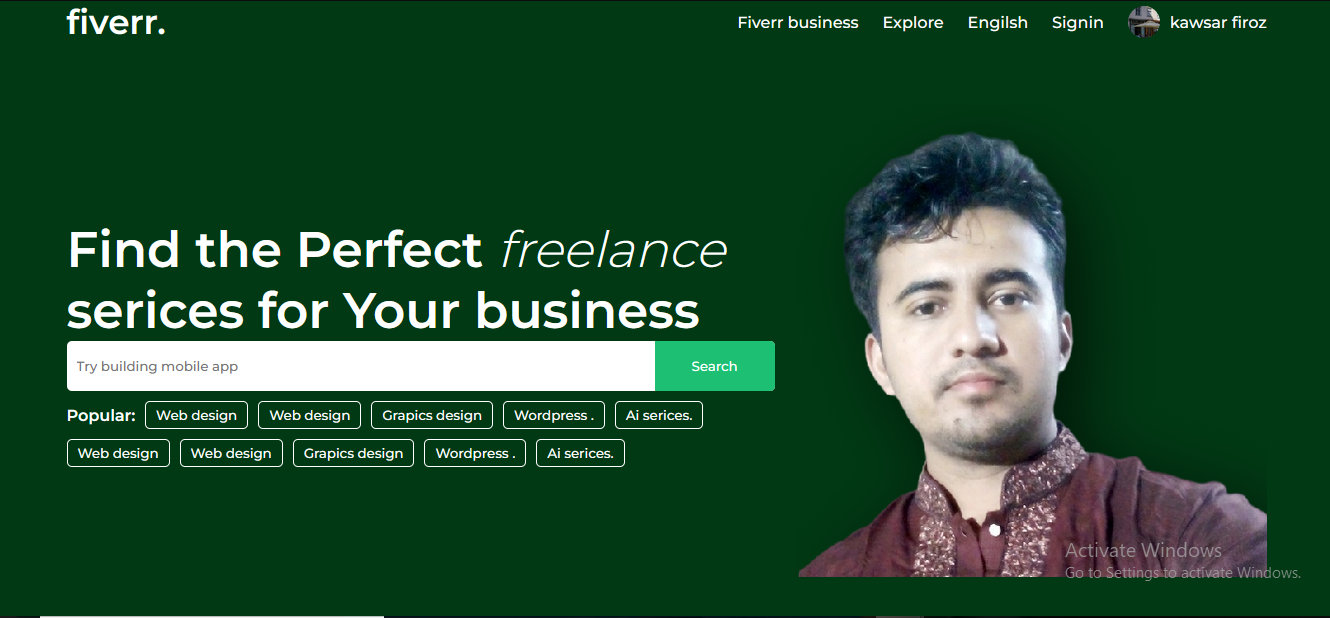 fiverr.
Fiverr business Explore Engilsh Signin kawsar firoz
Find the Perfect freelance
serices for Your business
Try building mobile app Search
Popular: Web design Web design Grapics design Wordpress . Ai serices.
Web design Web design Grapics design Wordpress . Ai serices.
Activate Windows
Go to Settings to activate Windows.